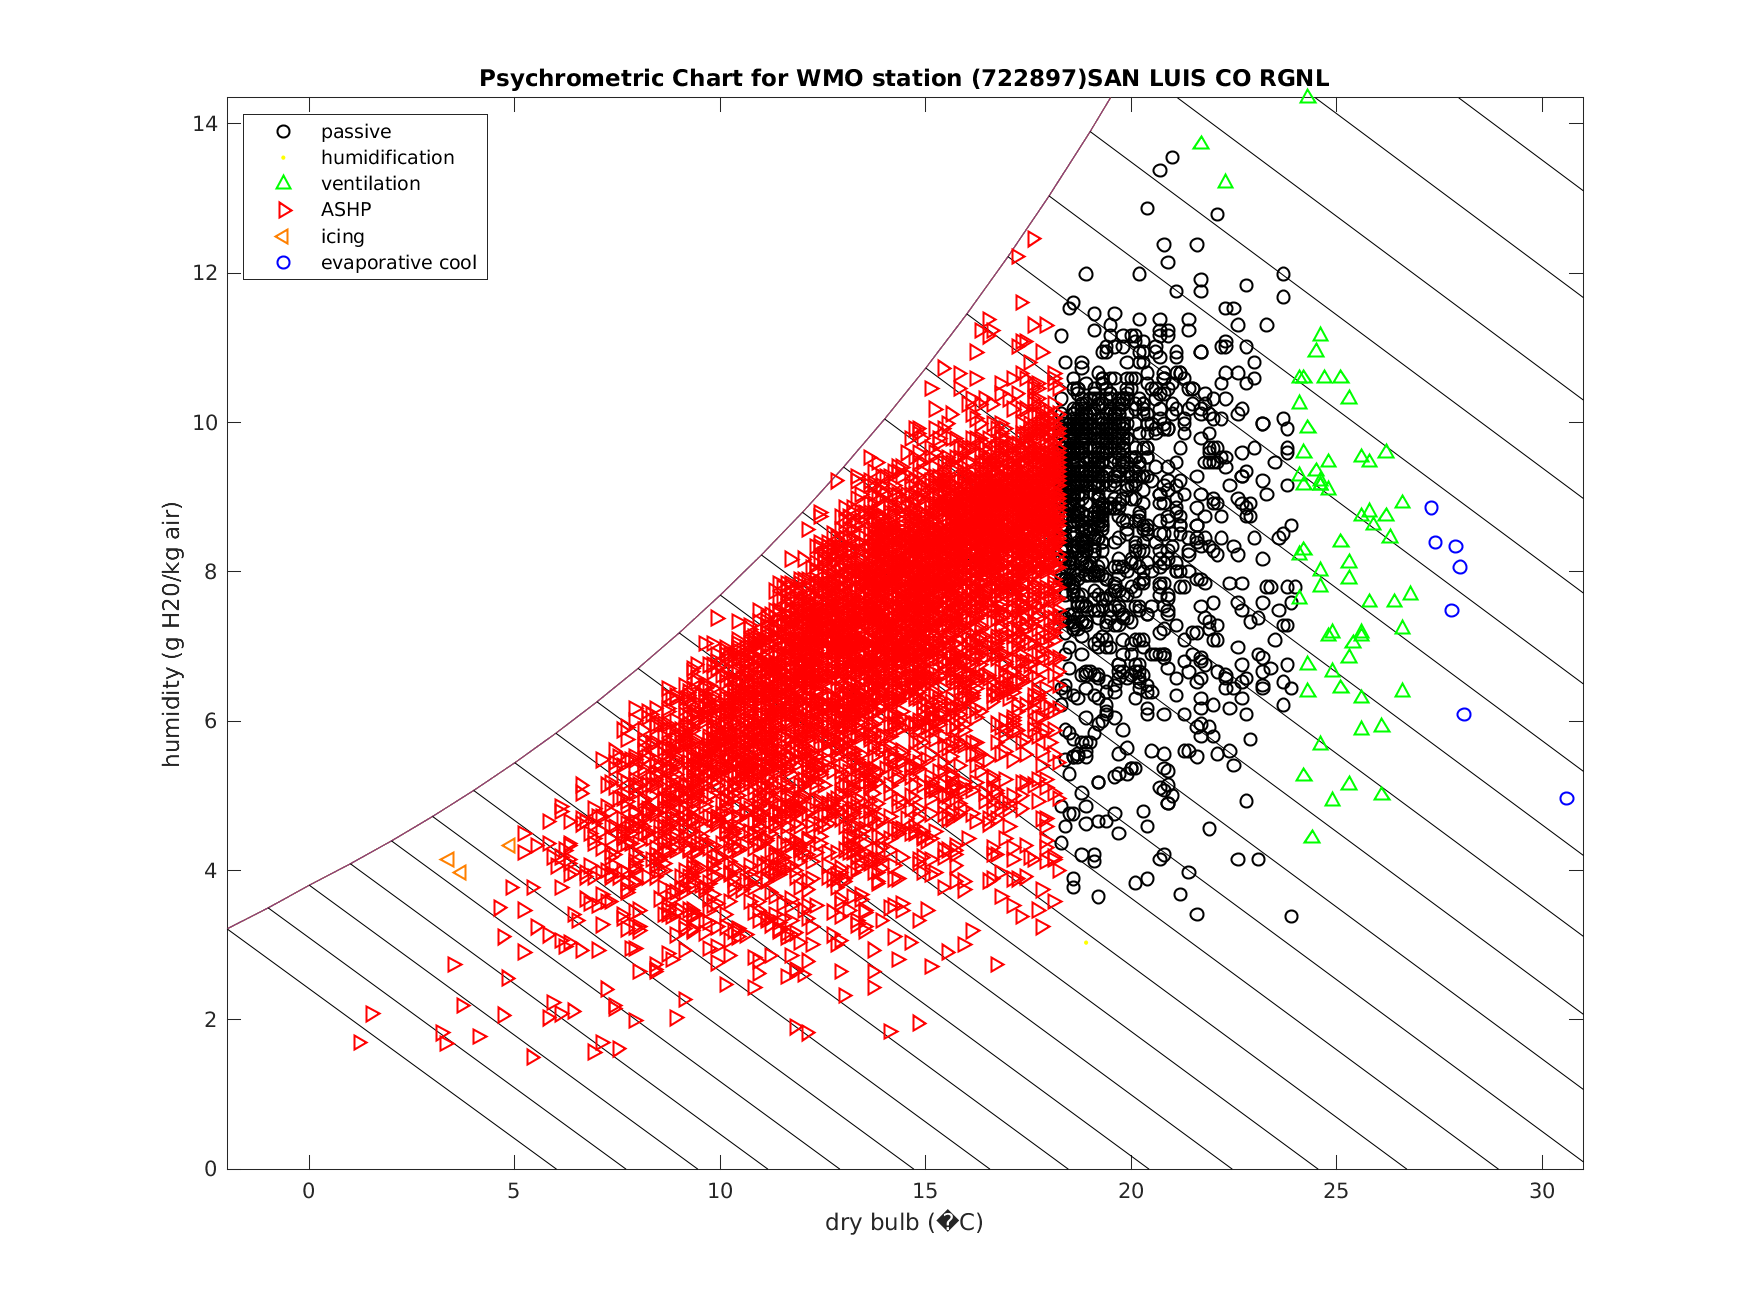 Psychrometric Chart for WMO station (722897)SAN LUIS CO RGNL
14
12
10
8
6
4
2
0
humidity (g H20/kg air)
passive
humidification
ventilation
ASHP
icing
evaporative cool
0 5 10 15 20 25 30
dry bulb (�C)